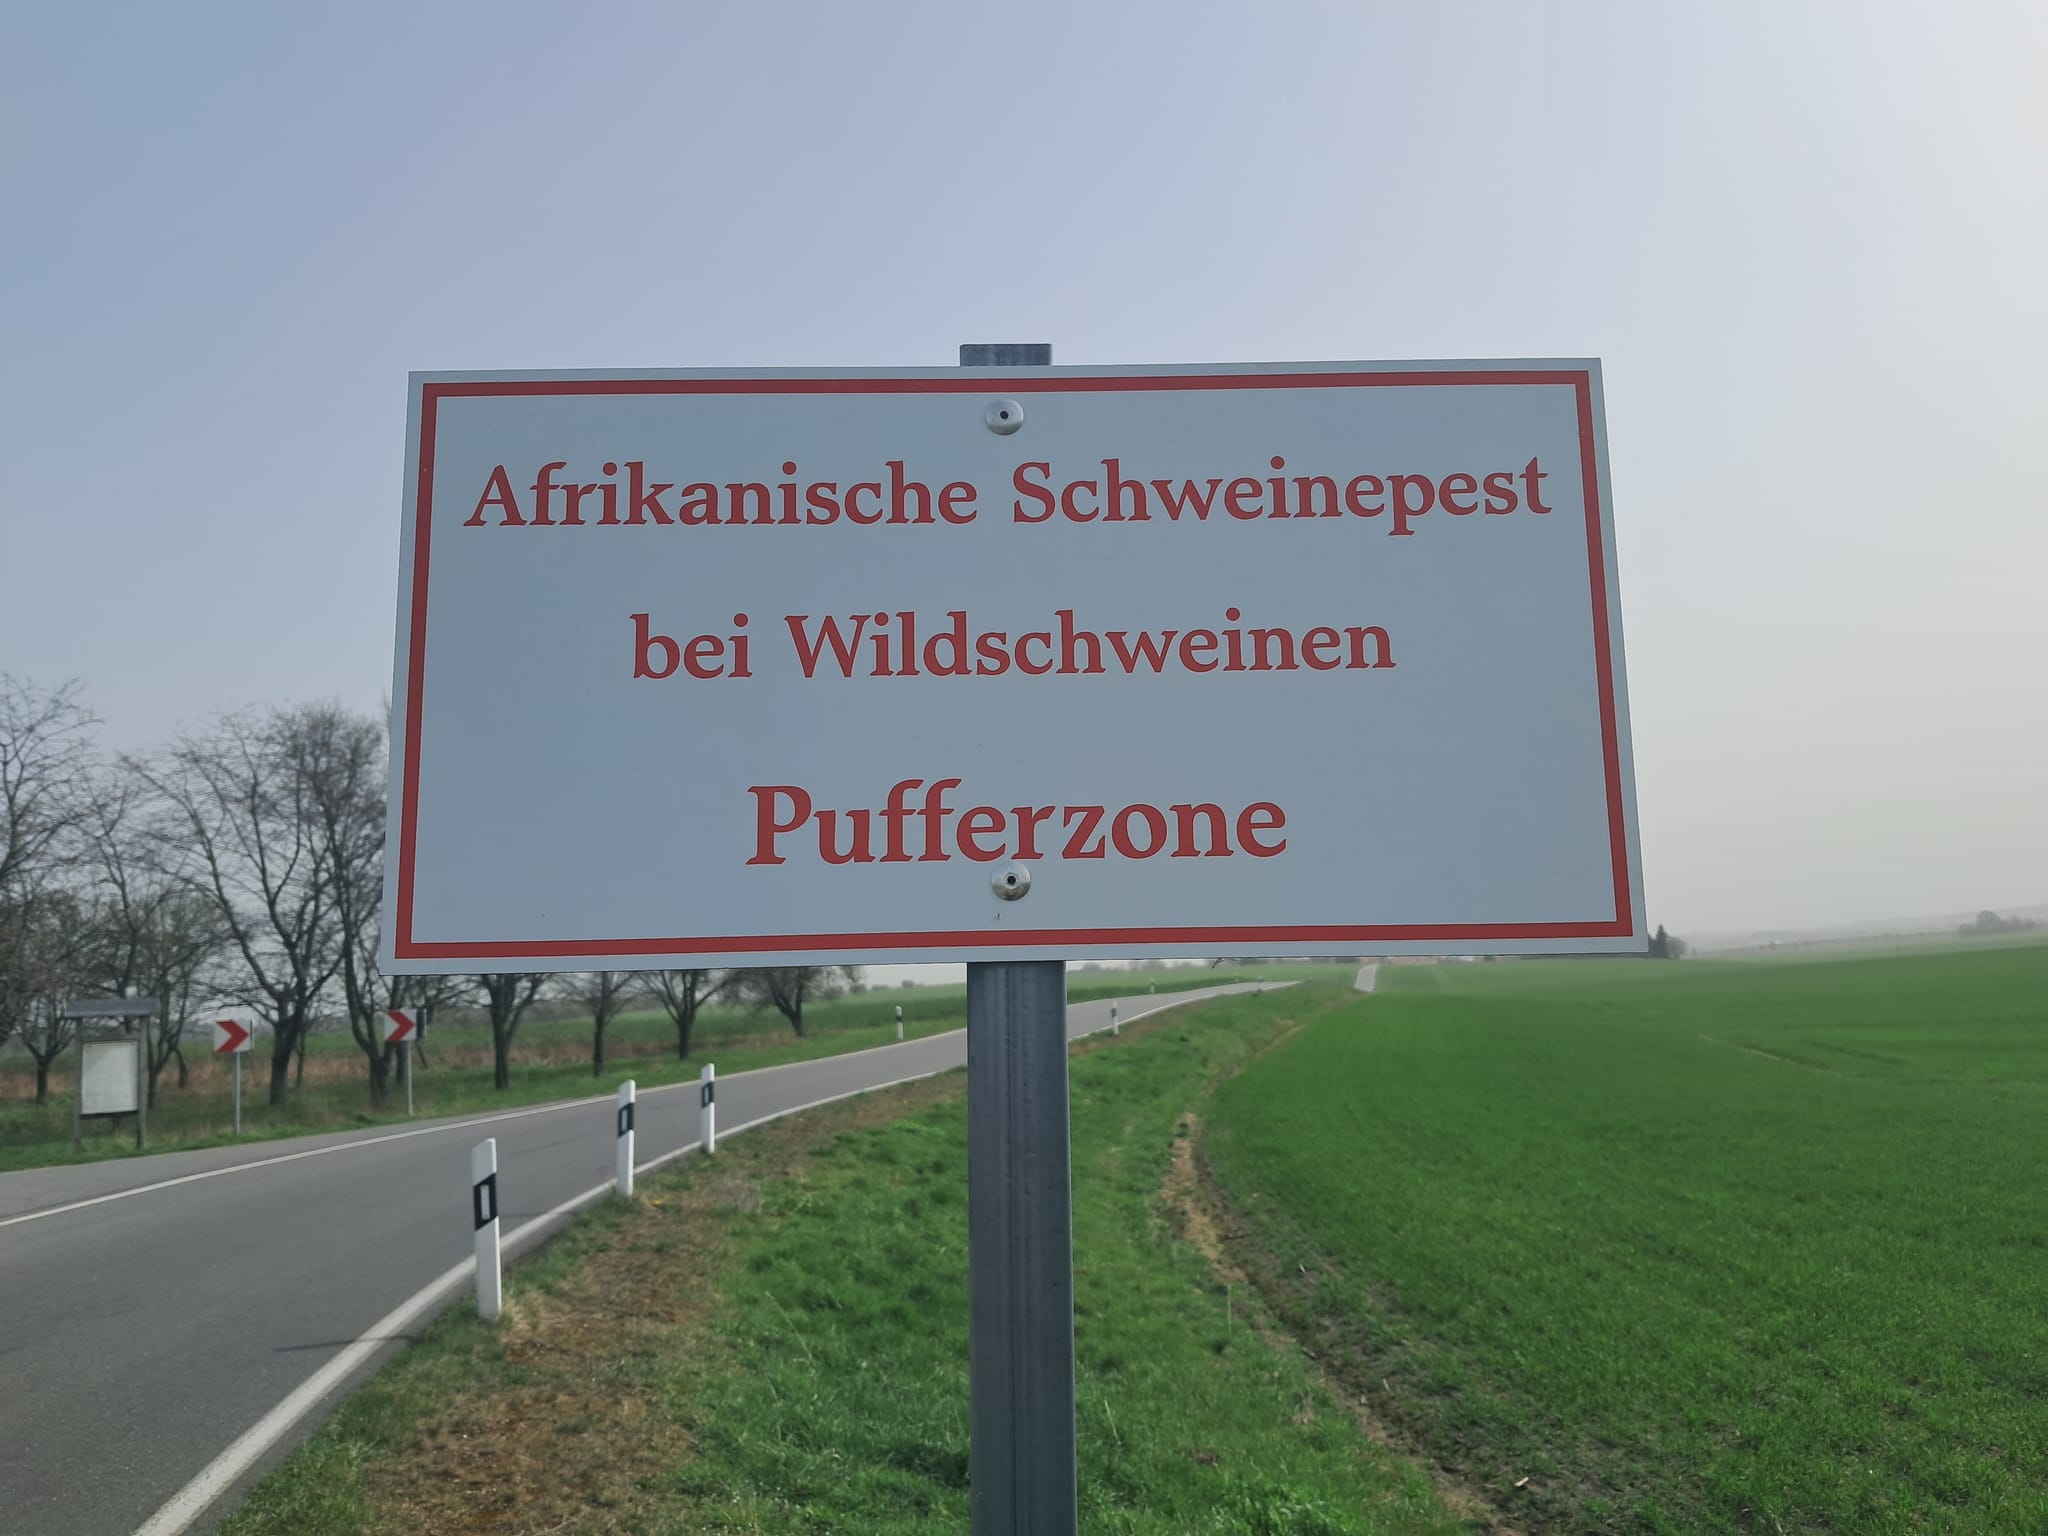 Afrikanische Schweinepest
bei Wildschweinen
Pufferzone